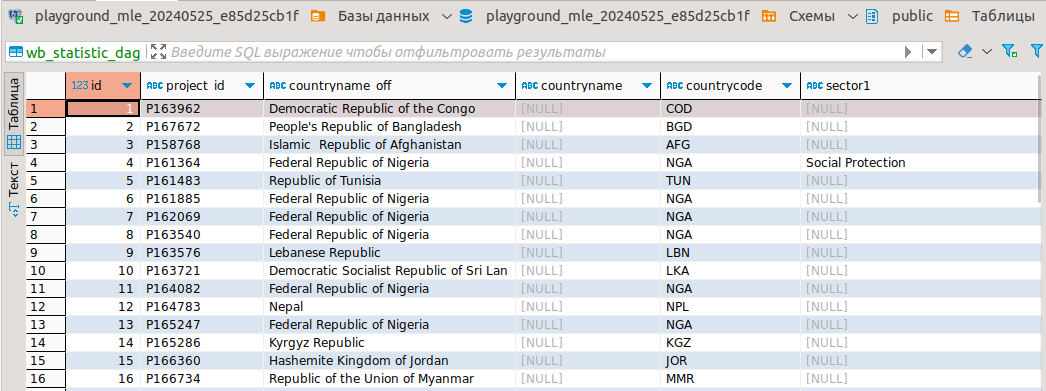 playground_mle_20240525_e85d25cb1f Базы данных playground_mle_20240525_e85d25cb1f Схемы public Таблицы
wb_statistic_dag Введите SQL выражение чтобы отфильтровать результаты
Таблица
Текст
123 id ABC project_id ABC countryname_off ABC countryname ABC countrycode ABC sector1
1 1 P163962 Democratic Republic of the Congo [NULL] COD [NULL]
2 2 P167672 People's Republic of Bangladesh [NULL] BGD [NULL]
3 3 P158768 Islamic  Republic of Afghanistan [NULL] AFG [NULL]
4 4 P161364 Federal Republic of Nigeria [NULL] NGA Social Protection
5 5 P161483 Republic of Tunisia [NULL] TUN [NULL]
6 6 P161885 Federal Republic of Nigeria [NULL] NGA [NULL]
7 7 P162069 Federal Republic of Nigeria [NULL] NGA [NULL]
8 8 P163540 Federal Republic of Nigeria [NULL] NGA [NULL]
9 9 P163576 Lebanese Republic [NULL] LBN [NULL]
10 10 P163721 Democratic Socialist Republic of Sri Lan [NULL] LKA [NULL]
11 11 P164082 Federal Republic of Nigeria [NULL] NGA [NULL]
12 12 P164783 Nepal [NULL] NPL [NULL]
13 13 P165247 Federal Republic of Nigeria [NULL] NGA [NULL]
14 14 P165286 Kyrgyz Republic [NULL] KGZ [NULL]
15 15 P166360 Hashemite Kingdom of Jordan [NULL] JOR [NULL]
16 16 P166734 Republic of the Union of Myanmar [NULL] MMR [NULL]